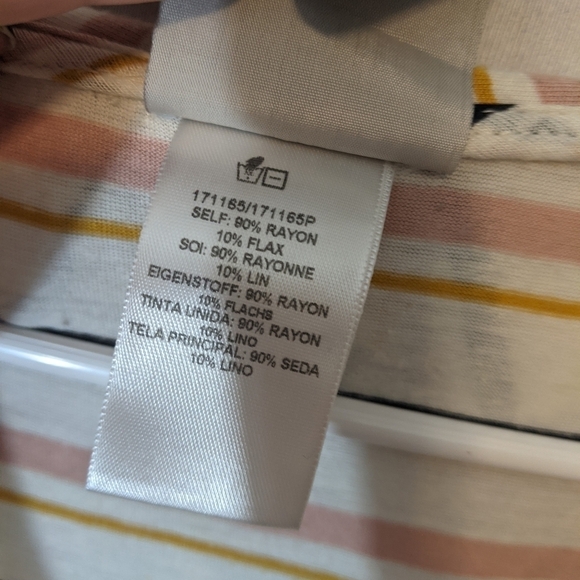 171165/171165P
SELF: 90% RAYON
10% FLAX
SOI: 90% RAYONNE
10% LIN
EIGENSTOFF: 90% RAYON
10% FLACHS
TINTA UNIDA: 90% RAYON
10% LINO
TELA PRINCIPAL: 90% SEDA
10% LINO